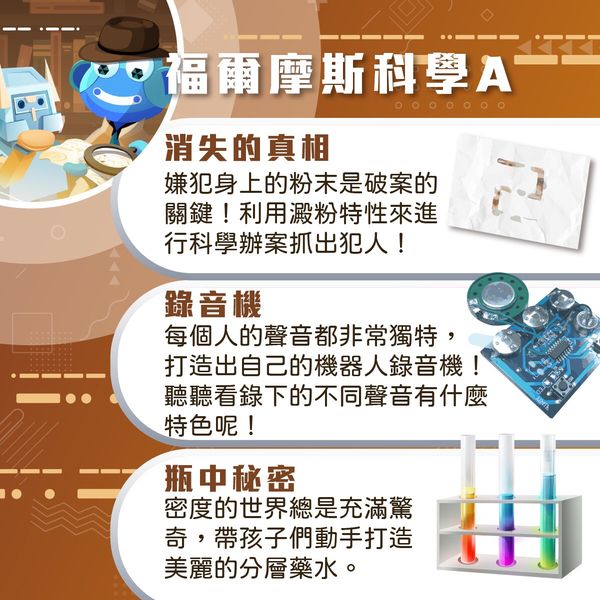 福爾摩斯科學A
消失的真相
嫌犯身上的粉末是破案的
關鍵！利用澱粉特性來進
行科學辦案抓出犯人！
錄音機
每個人的聲音都非常獨特，
打造出自己的機器人錄音機！
聽聽看錄下的不同聲音有什麼
特色呢！
瓶中秘密
密度的世界總是充滿驚
奇，帶孩子們動手打造
美麗的分層藥水。